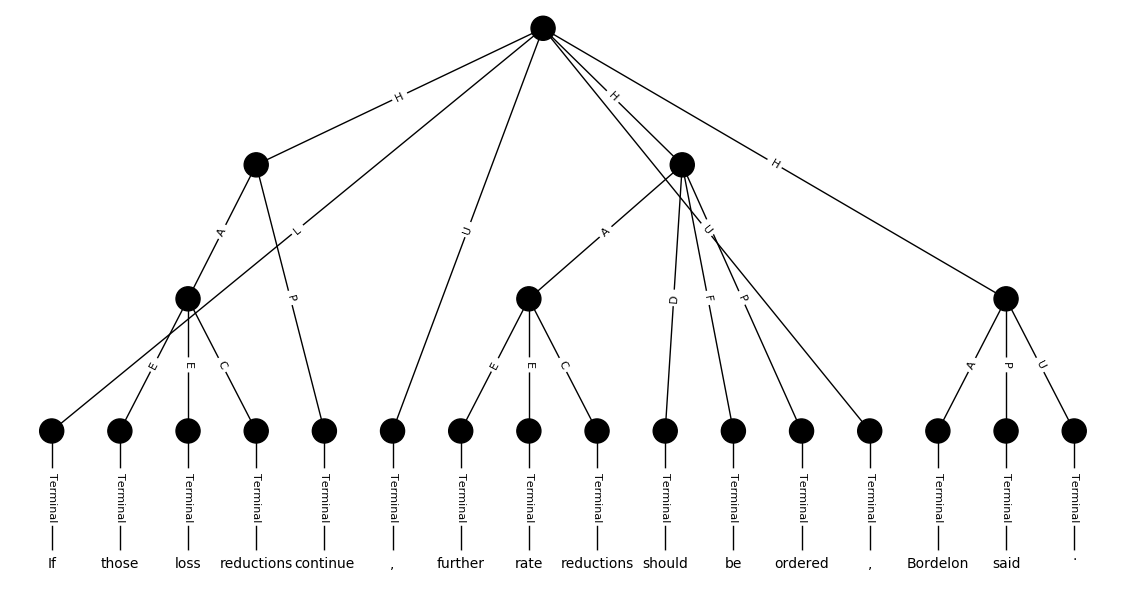 H
H
H
A
L
U
A
U
P
D
F
P
E
E
C
E
E
C
A
P
U
Terminal Terminal Terminal Terminal Terminal Terminal Terminal Terminal Terminal Terminal Terminal Terminal Terminal Terminal Terminal Terminal
If those loss reductions continue , further rate reductions should be ordered , Bordelon said .